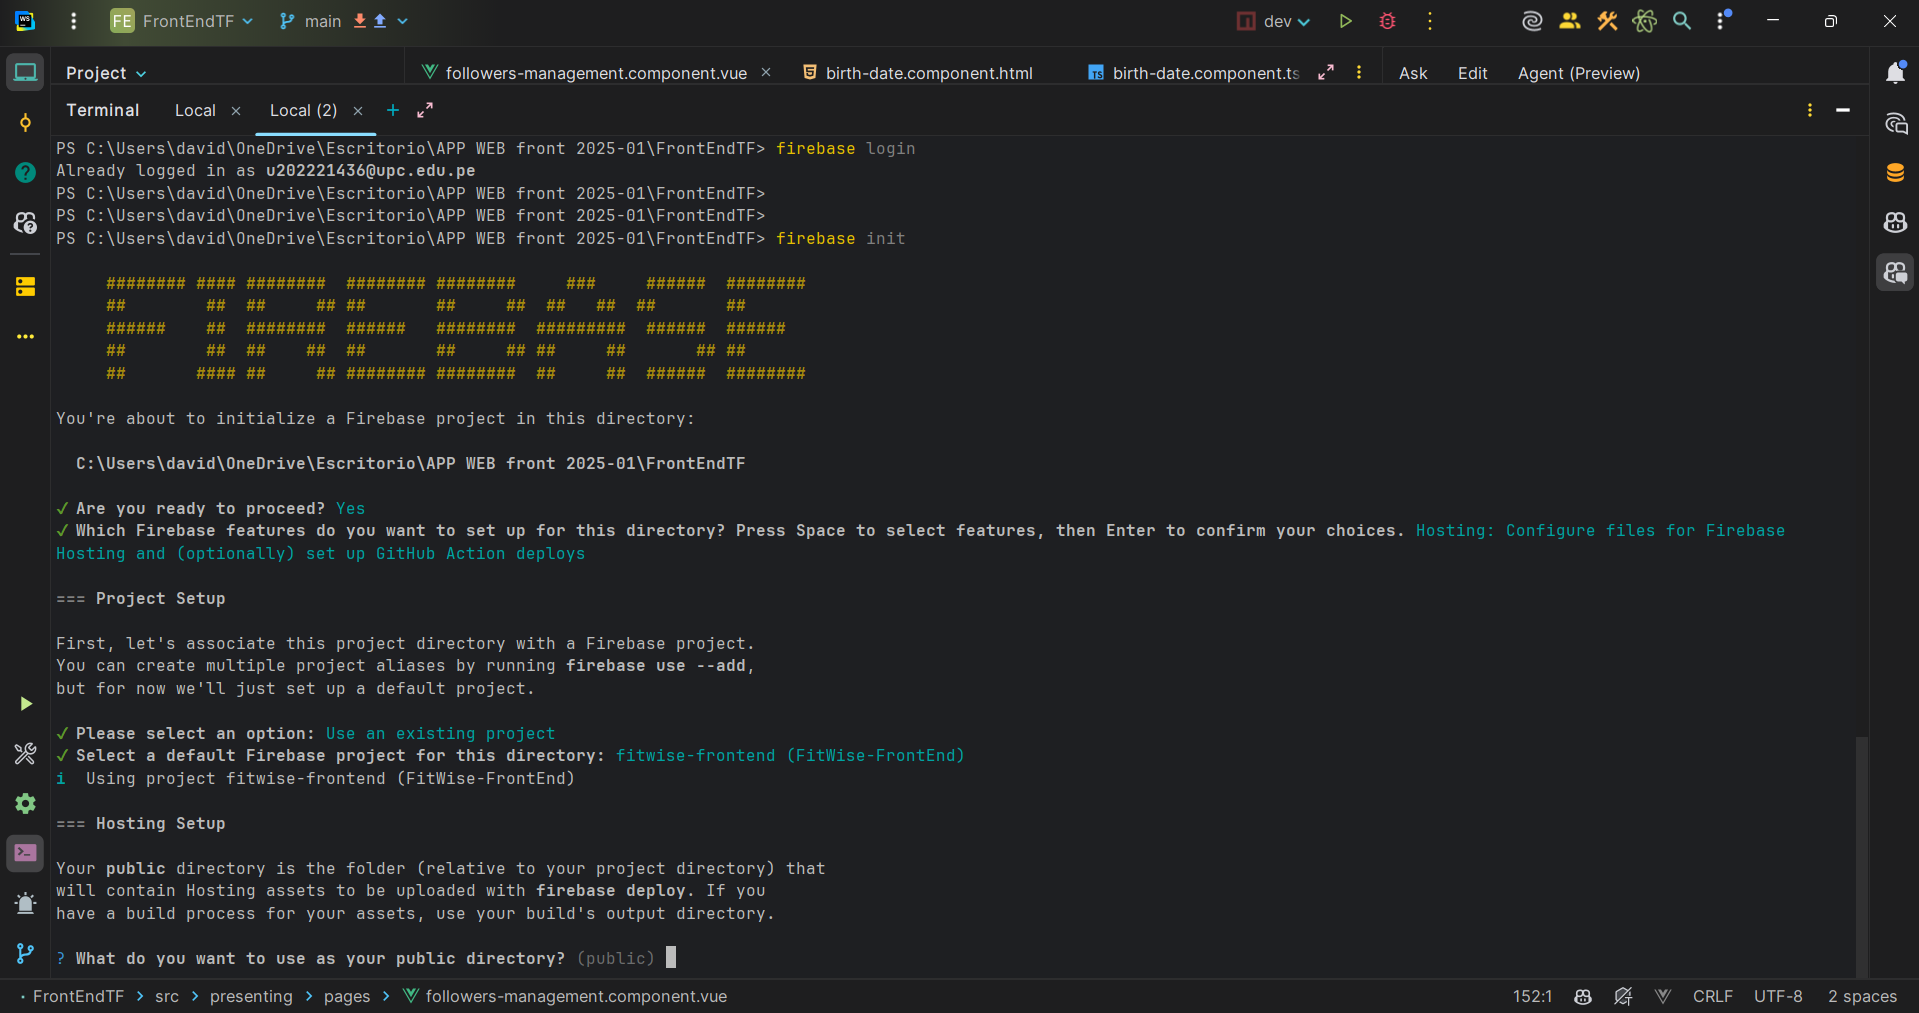 WS FE FrontEndTF main dev
Project followers-management.component.vue birth-date.component.html TS birth-date.component.ts Ask Edit Agent (Preview)
Terminal Local Local (2)
PS C:\Users\david\OneDrive\Escritorio\APP WEB front 2025-01\FrontEndTF> firebase login
Already logged in as u202221436@upc.edu.pe
PS C:\Users\david\OneDrive\Escritorio\APP WEB front 2025-01\FrontEndTF>
PS C:\Users\david\OneDrive\Escritorio\APP WEB front 2025-01\FrontEndTF>
PS C:\Users\david\OneDrive\Escritorio\APP WEB front 2025-01\FrontEndTF> firebase init
######## #### ########  ######## ########     ###     ######  ########
##        ##  ##     ## ##       ##     ##  ##   ##  ##       ##
######    ##  ########  ######   ########  #########  ######  ######
##        ##  ##    ##  ##       ##     ## ##     ##       ## ##
##       #### ##     ## ######## ########  ##     ##  ######  ########
You're about to initialize a Firebase project in this directory:
C:\Users\david\OneDrive\Escritorio\APP WEB front 2025-01\FrontEndTF
✓ Are you ready to proceed? Yes
✓ Which Firebase features do you want to set up for this directory? Press Space to select features, then Enter to confirm your choices. Hosting: Configure files for Firebase
Hosting and (optionally) set up GitHub Action deploys
=== Project Setup
First, let's associate this project directory with a Firebase project.
You can create multiple project aliases by running firebase use --add,
but for now we'll just set up a default project.
✓ Please select an option: Use an existing project
✓ Select a default Firebase project for this directory: fitwise-frontend (FitWise-FrontEnd)
i  Using project fitwise-frontend (FitWise-FrontEnd)
=== Hosting Setup
Your public directory is the folder (relative to your project directory) that
will contain Hosting assets to be uploaded with firebase deploy. If you
have a build process for your assets, use your build's output directory.
? What do you want to use as your public directory? (public)
FrontEndTF > src > presenting > pages > followers-management.component.vue 152:1 CRLF UTF-8 2 spaces